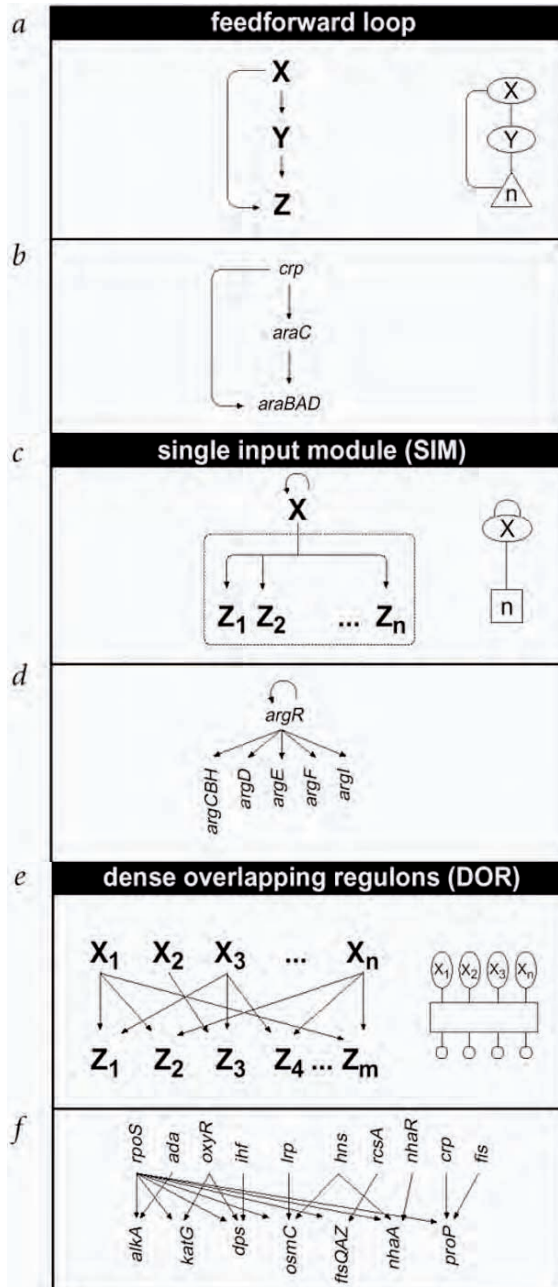 a
feedforward loop
X
Y
Z
X
Y
n
b
crp
araC
araBAD
c
single input module (SIM)
X
Z1 Z2 ... Zn
X
n
d
argR
argCBH argD argE argF argI
e
dense overlapping regulons (DOR)
X1 X2 X3 ... Xn
Z1 Z2 Z3 Z4 ... Zm
X1 X2 X3 Xn
f
rpoS ada oxyR ihf lrp hns rcsA nhaR crp fis
alkA katG dps osmC ftsQAZ nhaA proP